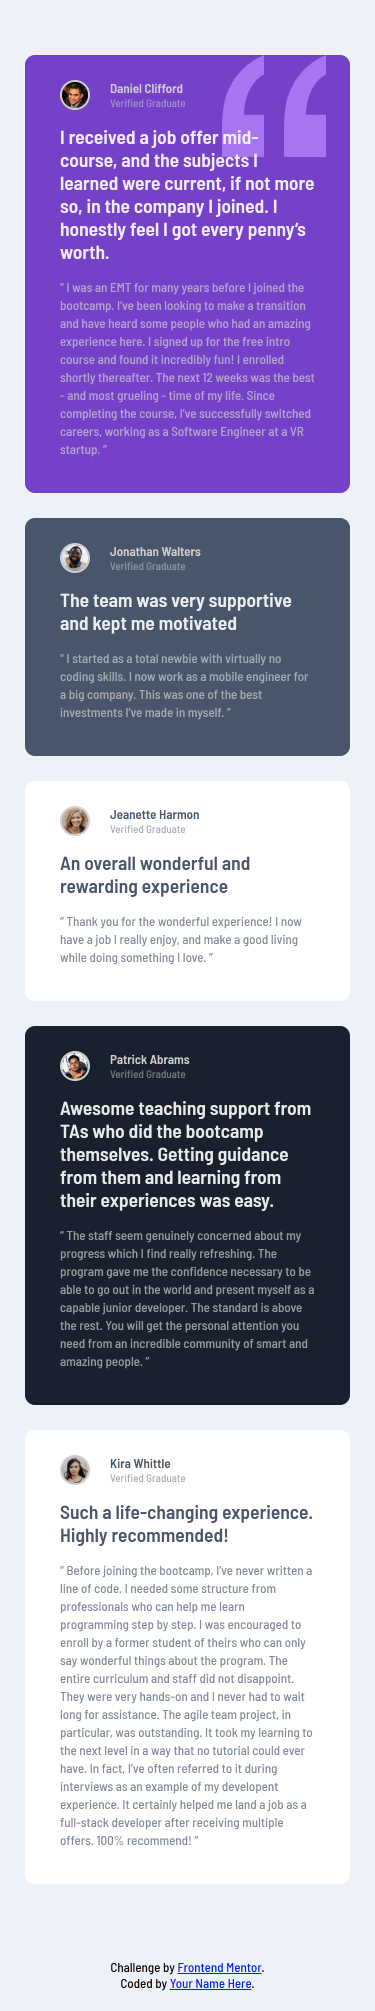 Daniel Clifford
Verified Graduate
I received a job offer mid-
course, and the subjects I
learned were current, if not more
so, in the company I joined. I
honestly feel I got every penny’s
worth.
“ I was an EMT for many years before I joined the
bootcamp. I’ve been looking to make a transition
and have heard some people who had an amazing
experience here. I signed up for the free intro
course and found it incredibly fun! I enrolled
shortly thereafter. The next 12 weeks was the best
- and most grueling - time of my life. Since
completing the course, I’ve successfully switched
careers, working as a Software Engineer at a VR
startup. ”
Jonathan Walters
Verified Graduate
The team was very supportive
and kept me motivated
“ I started as a total newbie with virtually no
coding skills. I now work as a mobile engineer for
a big company. This was one of the best
investments I’ve made in myself. ”
Jeanette Harmon
Verified Graduate
An overall wonderful and
rewarding experience
“ Thank you for the wonderful experience! I now
have a job I really enjoy, and make a good living
while doing something I love. ”
Patrick Abrams
Verified Graduate
Awesome teaching support from
TAs who did the bootcamp
themselves. Getting guidance
from them and learning from
their experiences was easy.
“ The staff seem genuinely concerned about my
progress which I find really refreshing. The
program gave me the confidence necessary to be
able to go out in the world and present myself as a
capable junior developer. The standard is above
the rest. You will get the personal attention you
need from an incredible community of smart and
amazing people. ”
Kira Whittle
Verified Graduate
Such a life-changing experience.
Highly recommended!
“ Before joining the bootcamp, I’ve never written a
line of code. I needed some structure from
professionals who can help me learn
programming step by step. I was encouraged to
enroll by a former student of theirs who can only
say wonderful things about the program. The
entire curriculum and staff did not disappoint.
They were very hands-on and I never had to wait
long for assistance. The agile team project, in
particular, was outstanding. It took my learning to
the next level in a way that no tutorial could ever
have. In fact, I’ve often referred to it during
interviews as an example of my developent
experience. It certainly helped me land a job as a
full-stack developer after receiving multiple
offers. 100% recommend! ”
Challenge by Frontend Mentor.
Coded by Your Name Here.